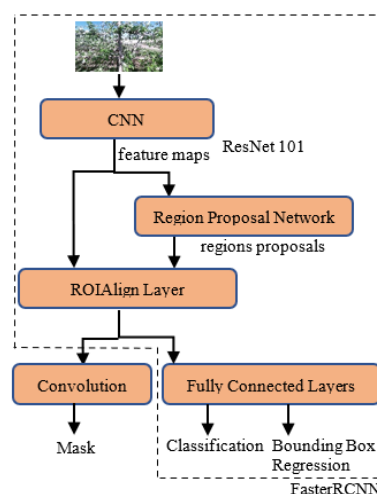 CNN
feature maps
ResNet 101
Region Proposal Network
regions proposals
ROIAlign Layer
Convolution
Fully Connected Layers
Mask
Classification
Bounding Box
Regression
FasterRCNN